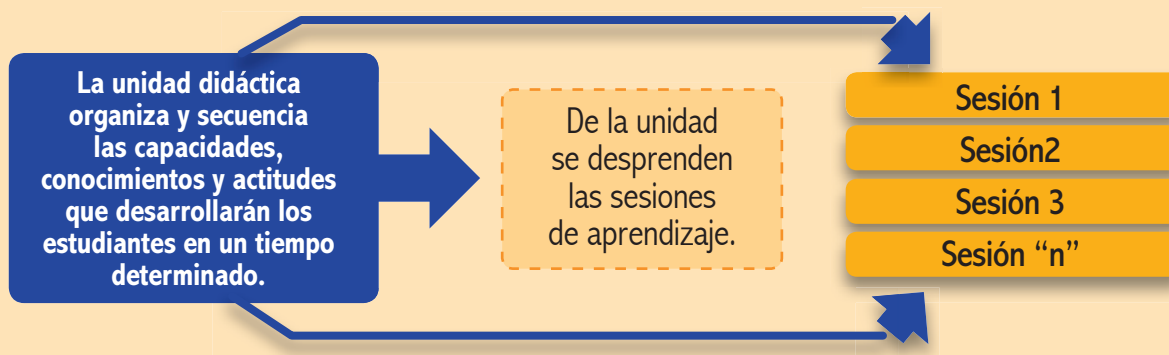 La unidad didáctica
organiza y secuencia
las capacidades,
conocimientos y actitudes
que desarrollarán los
estudiantes en un tiempo
determinado.
De la unidad
se desprenden
las sesiones
de aprendizaje.
Sesión 1
Sesión2
Sesión 3
Sesión “n”